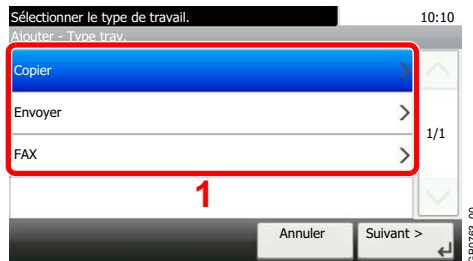 Sélectionner le type de travail.
10:10
Ajouter - Type trav.
Copier
Envoyer
1/1
FAX
1
Annuler
Suivant >